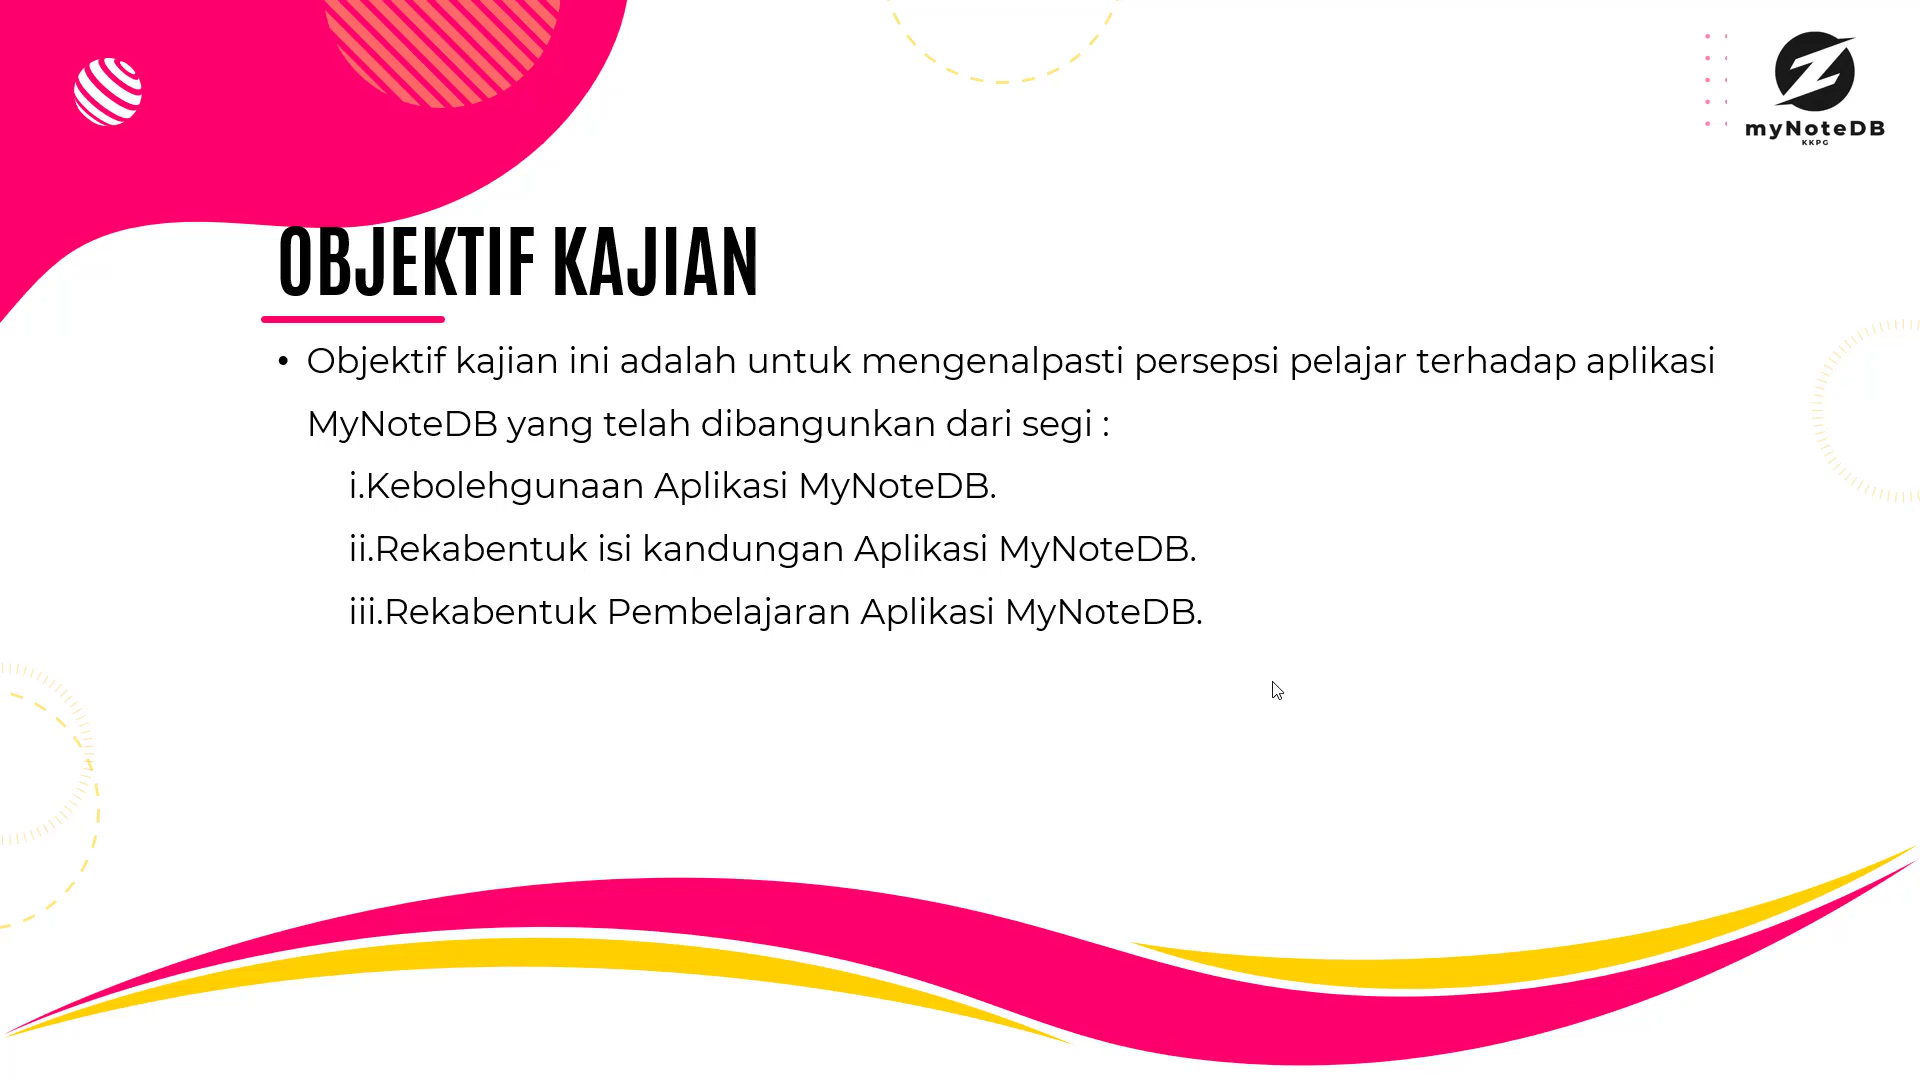 myNoteDB
KKPG
OBJEKTIF KAJIAN
• Objektif kajian ini adalah untuk mengenalpasti persepsi pelajar terhadap aplikasi
MyNoteDB yang telah dibangunkan dari segi :
i.Kebolehgunaan Aplikasi MyNoteDB.
ii.Rekabentuk isi kandungan Aplikasi MyNoteDB.
iii.Rekabentuk Pembelajaran Aplikasi MyNoteDB.